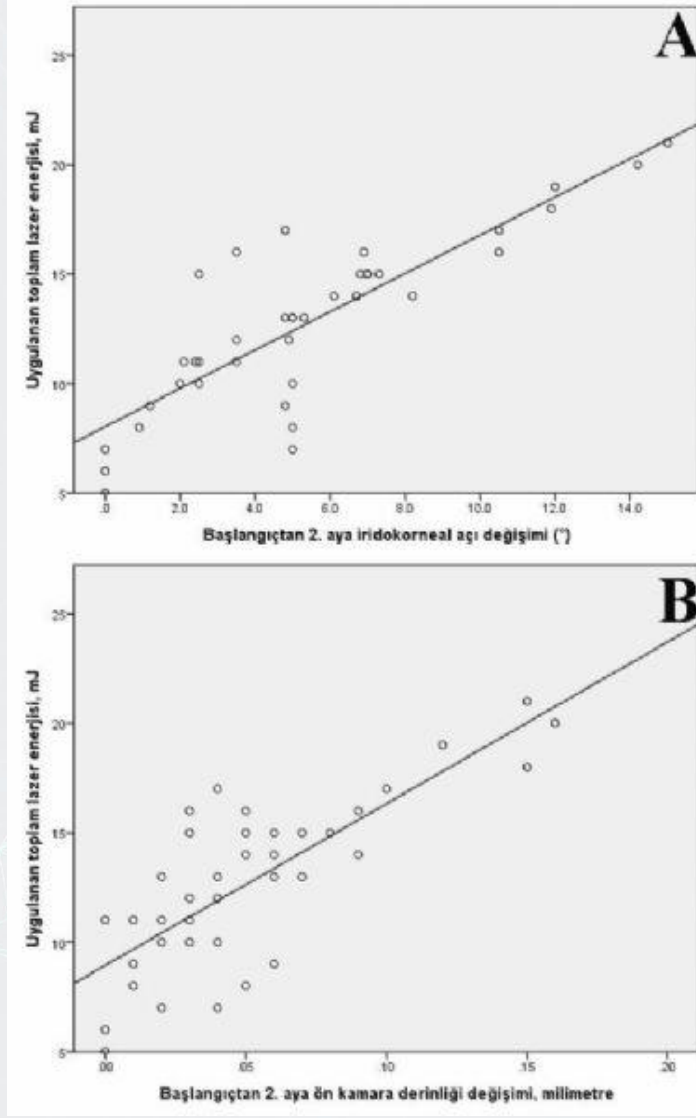 A
Uygulanan toplam lazer enerjisi, mJ
25
20
15
10
5
.0 2.0 4.0 6.0 8.0 10.0 12.0 14.0
Başlangıçtan 2. aya iridokorneal açı değişimi (°)
B
Uygulanan toplam lazer enerjisi, mJ
25
20
15
10
5
.00 .05 .10 .15 .20
Başlangıçtan 2. aya ön kamara derinliği değişimi, milimetre